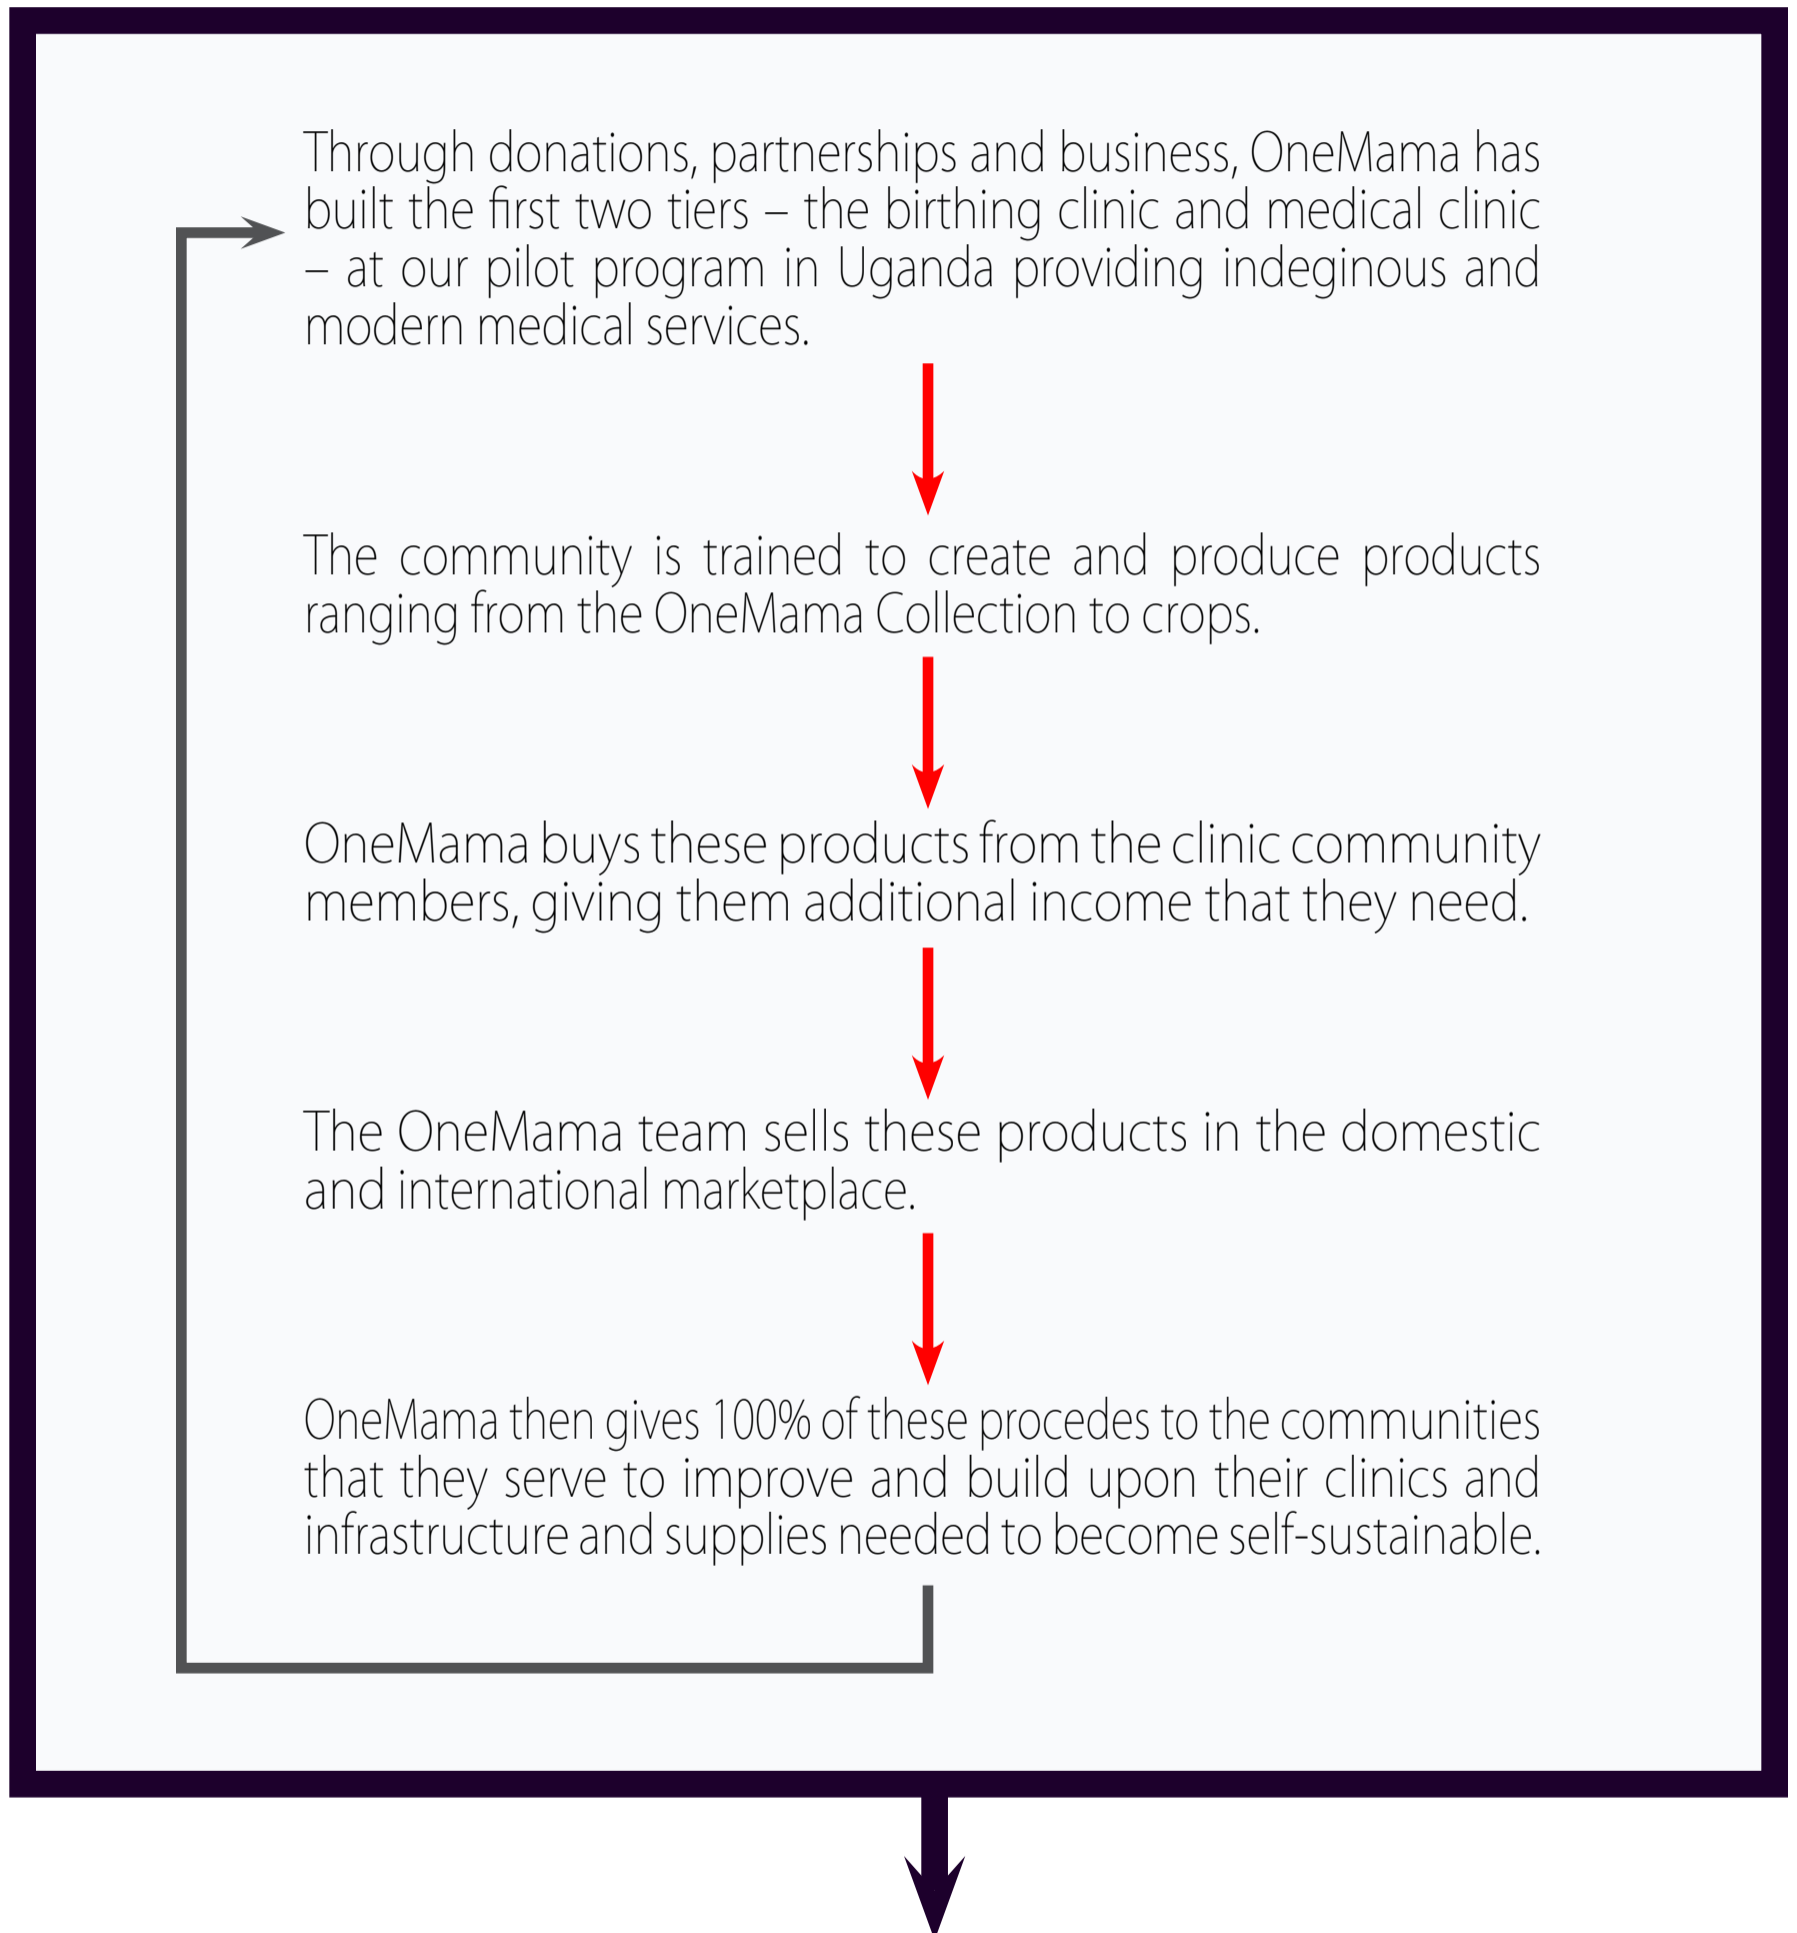 Through donations, partnerships and business, OneMama has
built the first two tiers – the birthing clinic and medical clinic
– at our pilot program in Uganda providing indeginous and
modern medical services.
The community is trained to create and produce products
ranging from the OneMama Collection to crops.
OneMama buys these products from the clinic community
members, giving them additional income that they need.
The OneMama team sells these products in the domestic
and international marketplace.
OneMama then gives 100% of these procedes to the communities
that they serve to improve and build upon their clinics and
infrastructure and supplies needed to become self-sustainable.